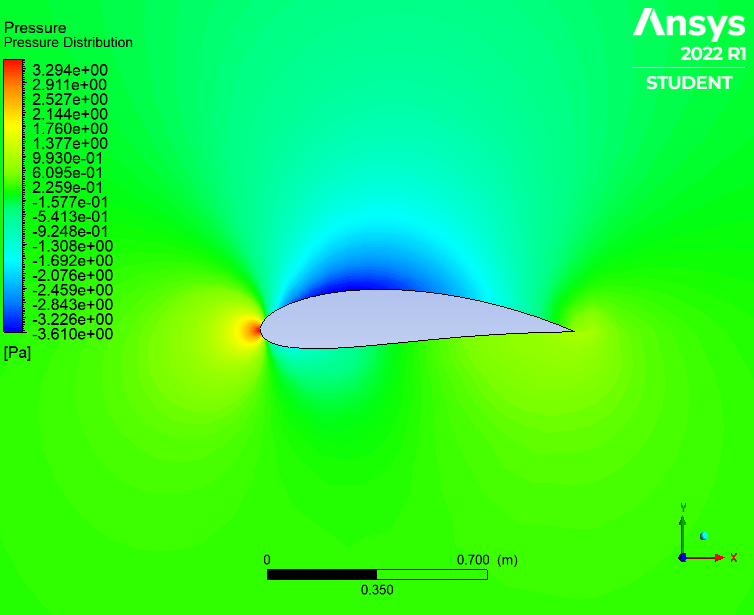 Pressure
Pressure Distribution
3.294e+00
2.911e+00
2.527e+00
2.144e+00
1.760e+00
1.377e+00
9.930e-01
6.095e-01
2.259e-01
-1.577e-01
-5.413e-01
-9.248e-01
-1.308e+00
-1.692e+00
-2.076e+00
-2.459e+00
-2.843e+00
-3.226e+00
-3.610e+00
[Pa]
Ansys
2022 R1
STUDENT
0 0.700 (m)
0.350
Y
X